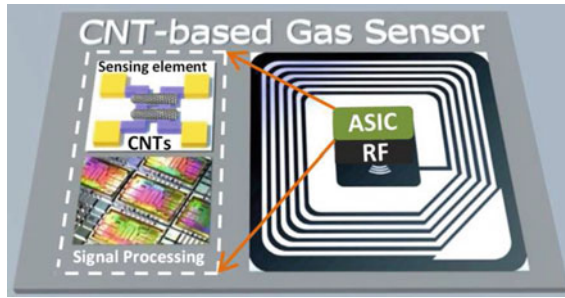 CNT-based Gas Sensor
Sensing element
CNTs
Signal Processing
ASIC
RF